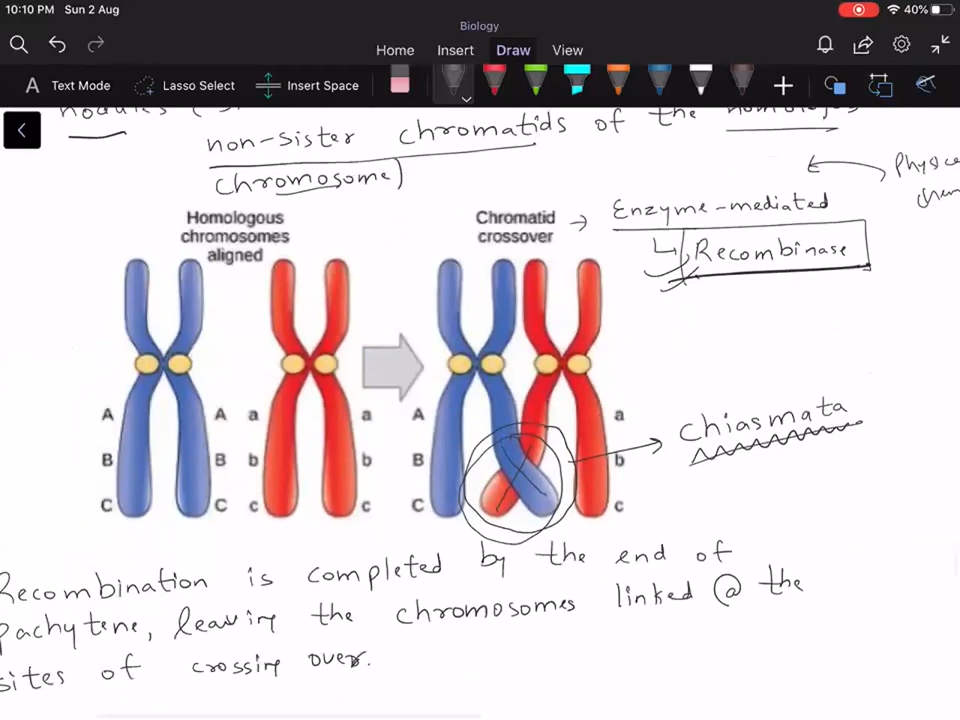 10:10 PM Sun 2 Aug
40%
Biology
Home Insert Draw View
Text Mode Lasso Select Insert Space
nodules
non-sister chromatids of the
chromosome)
Enzyme-mediated
Recombinase
Homologous
chromosomes
aligned
Chromatid
crossover
A A a a A a
B B b b B b
C C c c C c
Chiasmata
Recombination is completed by the end of
pachytene, leaving the chromosomes linked @ the
sites of crossing over.